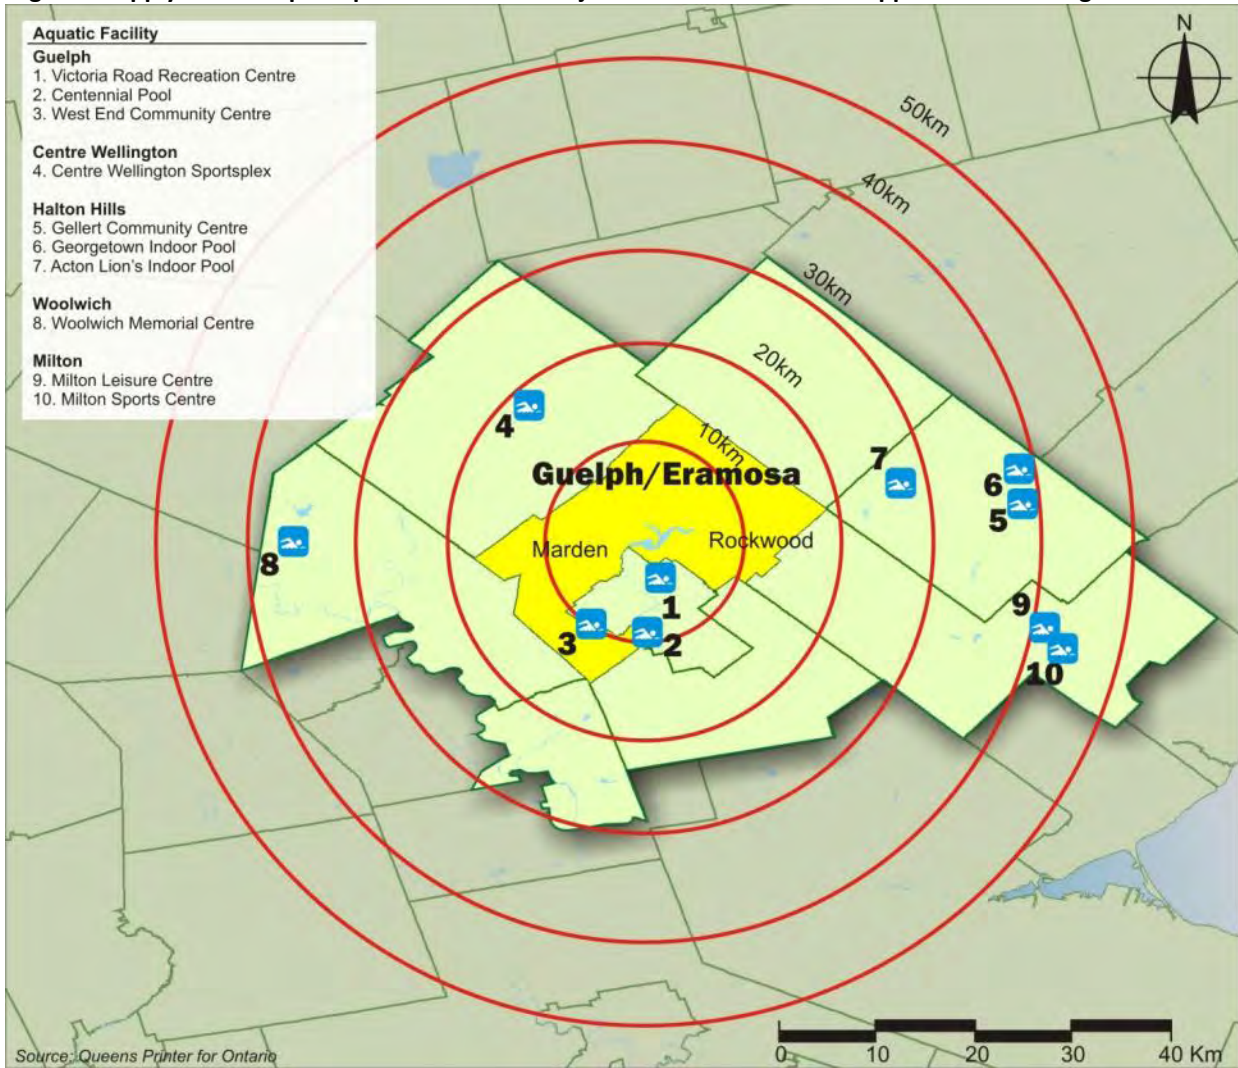 Aquatic Facility
Guelph
1. Victoria Road Recreation Centre
2. Centennial Pool
3. West End Community Centre
Centre Wellington
4. Centre Wellington Sportsplex
Halton Hills
5. Gellert Community Centre
6. Georgetown Indoor Pool
7. Acton Lion's Indoor Pool
Woolwich
8. Woolwich Memorial Centre
Milton
9. Milton Leisure Centre
10. Milton Sports Centre
N
50km
40km
30km
20km
10km
4
Guelph/Eramosa
7
6
5
8
Marden
Rockwood
1
3
2
9
10
Source: Queens Printer for Ontario
0 10 20 30 40 Km